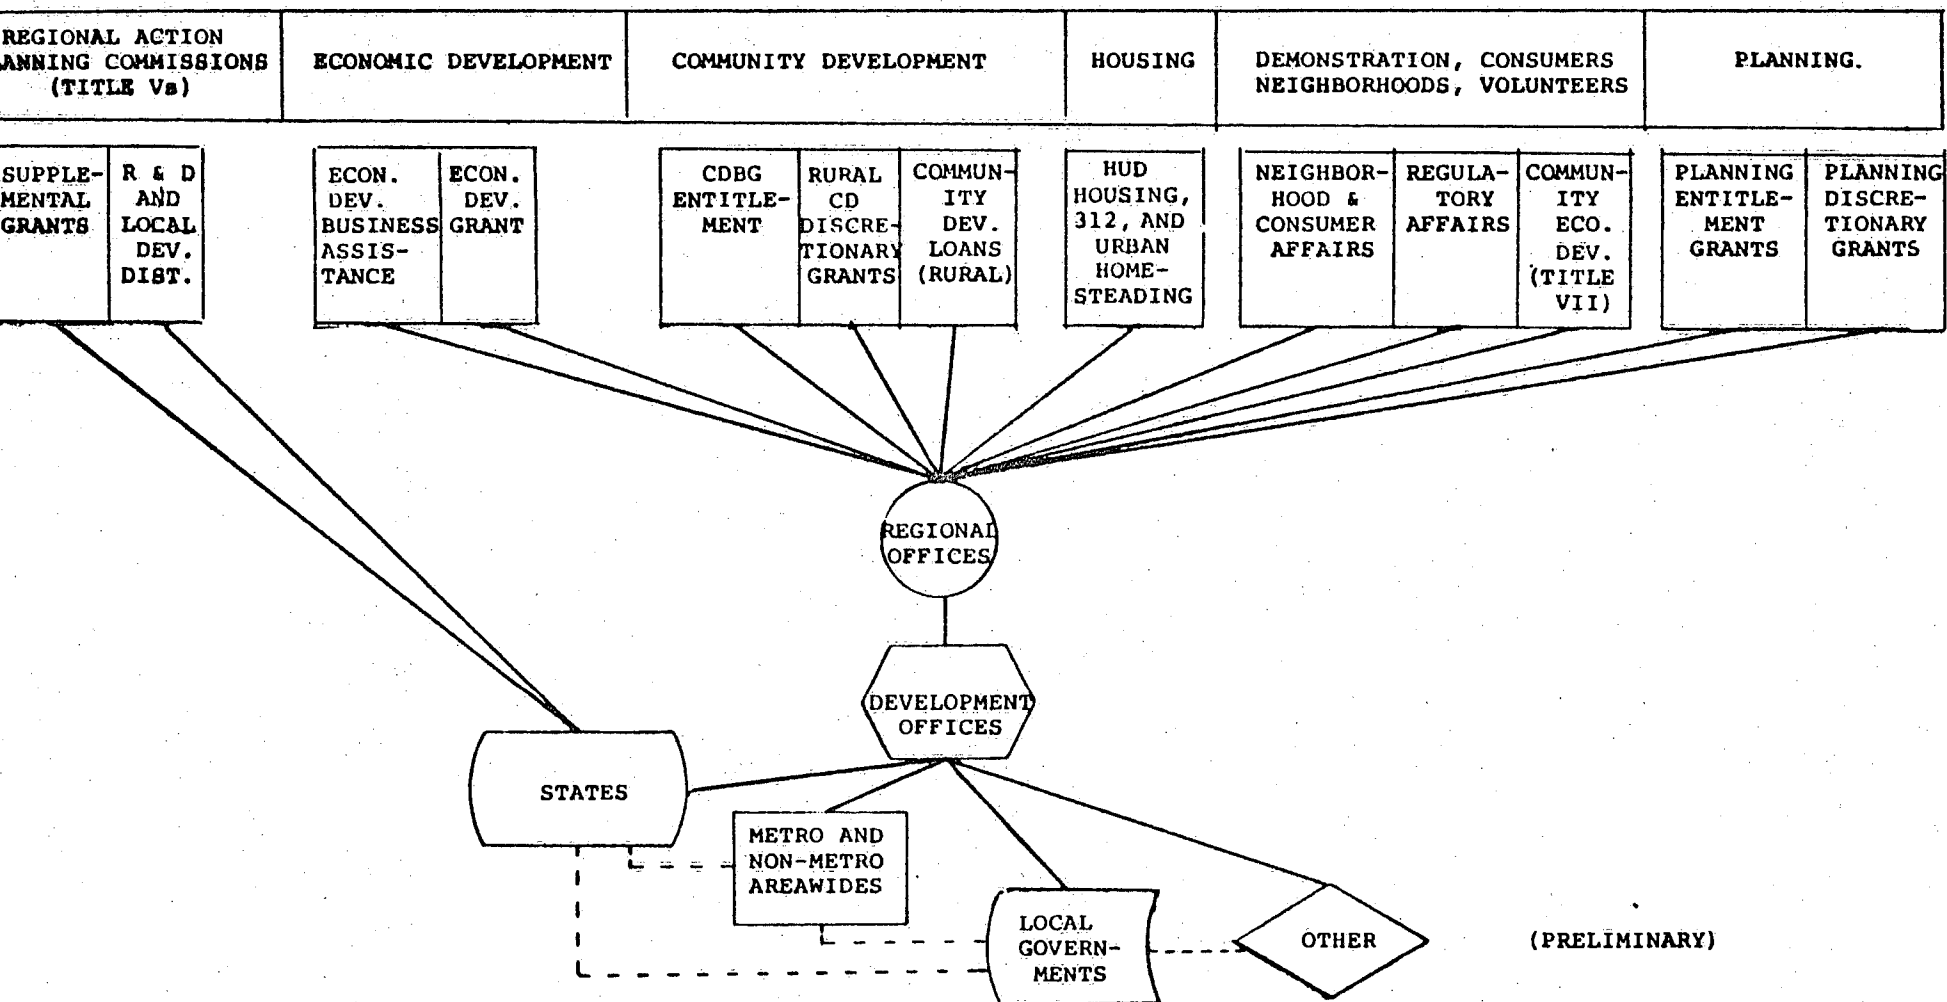 REGIONAL ACTION
ANNING COMMISSIONS
(TITLE Vs)
ECONOMIC DEVELOPMENT
COMMUNITY DEVELOPMENT
HOUSING
DEMONSTRATION, CONSUMERS
NEIGHBORHOODS, VOLUNTEERS
PLANNING.
SUPPLE-
MENTAL
GRANTS
R & D
AND
LOCAL
DEV.
DIST.
ECON.
DEV.
BUSINESS
ASSIS-
TANCE
ECON.
DEV.
GRANT
CDBG
ENTITLE-
MENT
RURAL
CD
DISCRE-
TIONARY
GRANTS
COMMUN-
ITY
DEV.
LOANS
(RURAL)
HUD
HOUSING,
312, AND
URBAN
HOME-
STEADING
NEIGHBOR-
HOOD &
CONSUMER
AFFAIRS
REGULA-
TORY
AFFAIRS
COMMUN-
ITY
ECO.
DEV.
(TITLE
VII)
PLANNING
ENTITLE-
MENT
GRANTS
PLANNING
DISCRE-
TIONARY
GRANTS
REGIONAL
OFFICES
DEVELOPMENT
OFFICES
STATES
METRO AND
NON-METRO
AREAWIDES
LOCAL
GOVERN-
MENTS
OTHER
(PRELIMINARY)